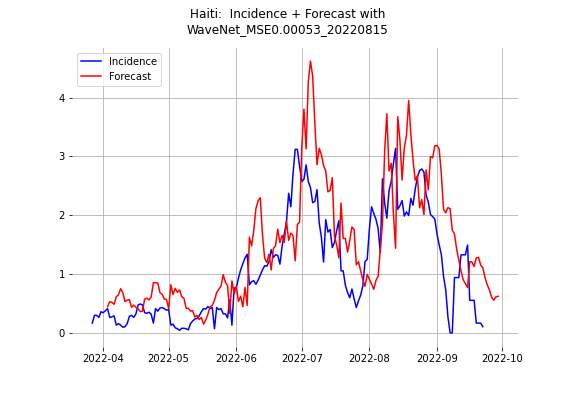 Haiti:  Incidence + Forecast with
WaveNet_MSE0.00053_20220815
Incidence
Forecast
4
3
2
1
0
2022-04 2022-05 2022-06 2022-07 2022-08 2022-09 2022-10